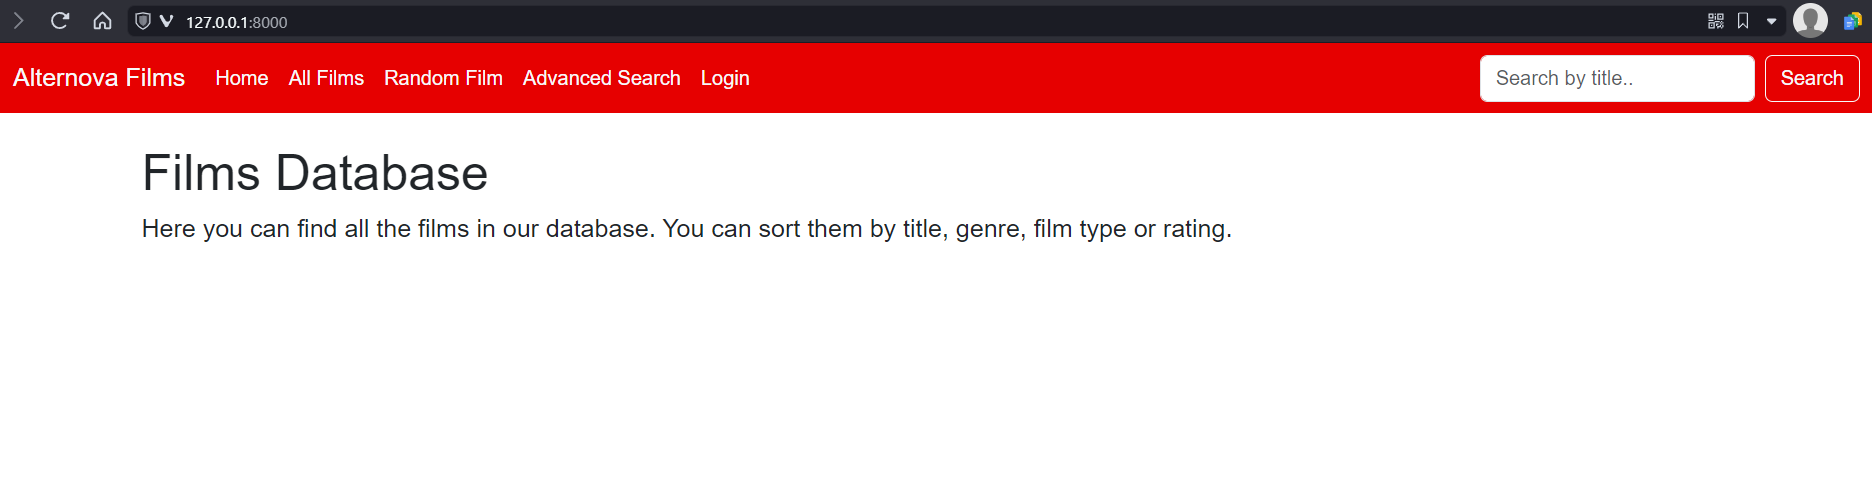 127.0.0.1:8000
Alternova Films Home All Films Random Film Advanced Search Login Search by title.. Search
Films Database
Here you can find all the films in our database. You can sort them by title, genre, film type or rating.